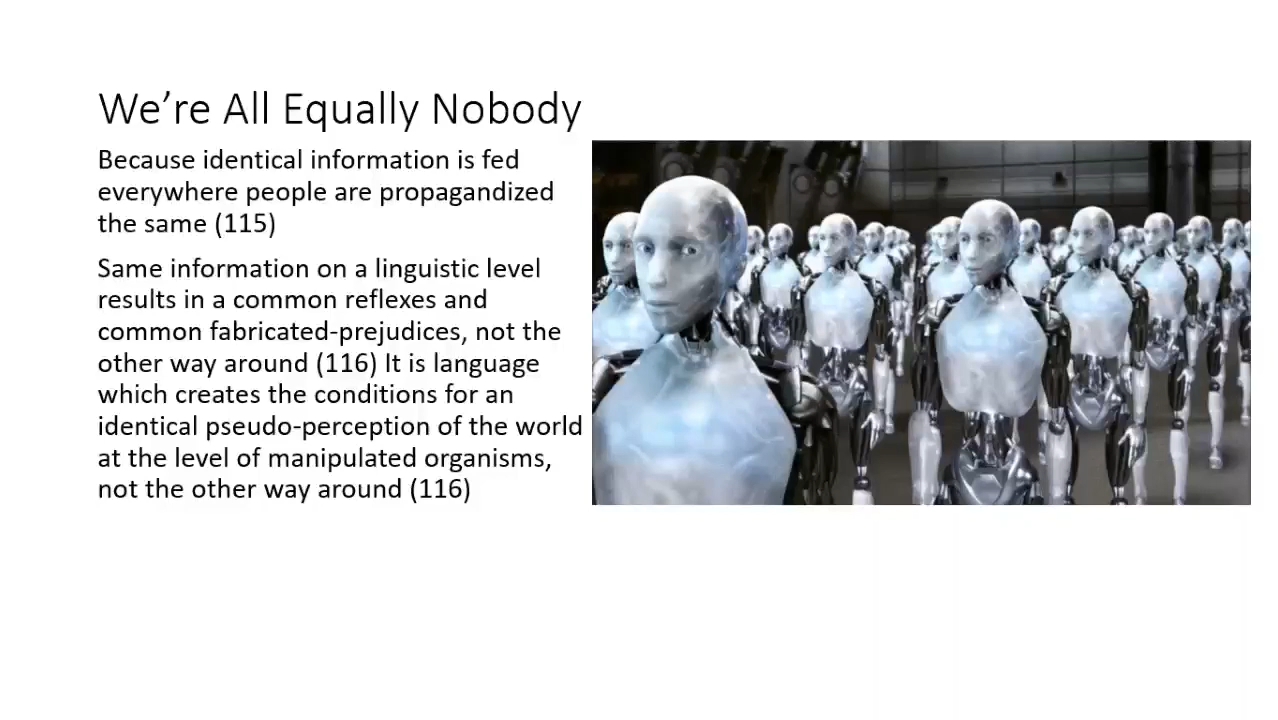 We’re All Equally Nobody
Because identical information is fed
everywhere people are propagandized
the same (115)
Same information on a linguistic level
results in a common reflexes and
common fabricated-prejudices, not the
other way around (116) It is language
which creates the conditions for an
identical pseudo-perception of the world
at the level of manipulated organisms,
not the other way around (116)